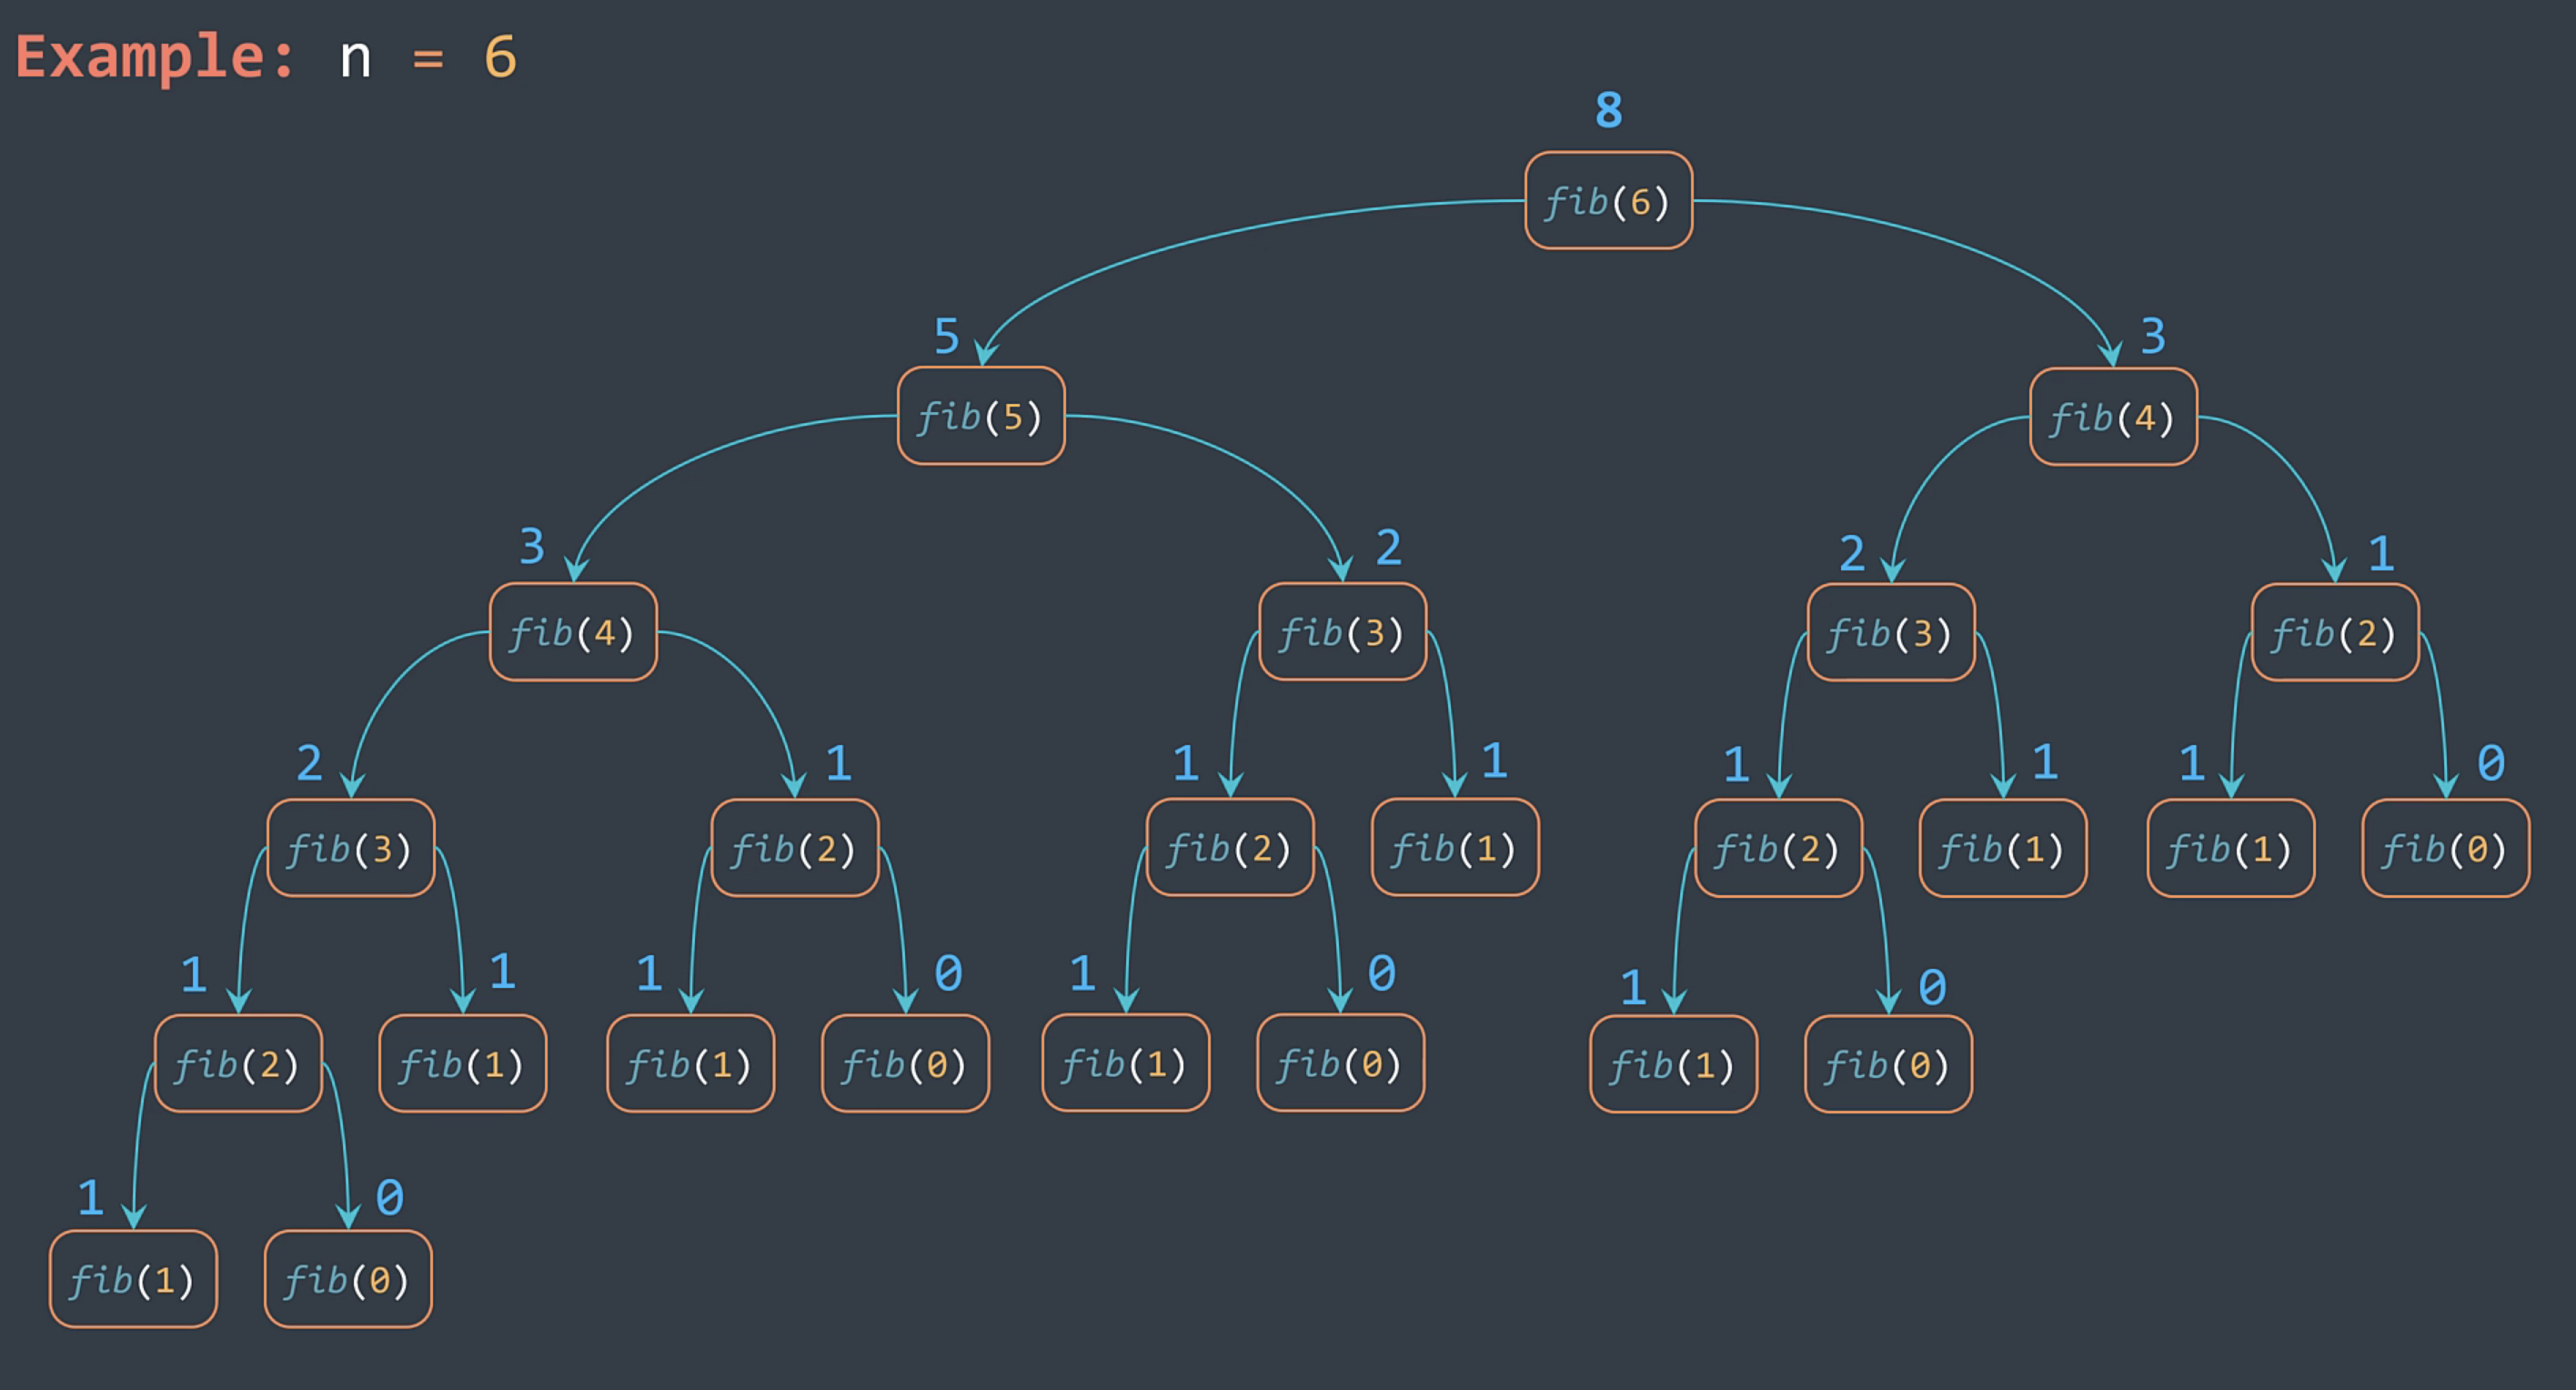 Example: n = 6
8
fib(6)
5 3
fib(5) fib(4)
3 2 2 1
fib(4) fib(3) fib(3) fib(2)
2 1 1 1 1 1 1 0
fib(3) fib(2) fib(2) fib(1) fib(2) fib(1) fib(1) fib(0)
1 1 1 0 1 0 1 0
fib(2) fib(1) fib(1) fib(0) fib(1) fib(0) fib(1) fib(0)
1 0
fib(1) fib(0)